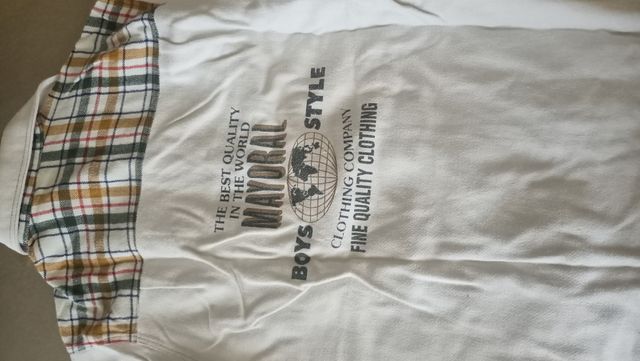 THE BEST QUALITY
IN THE WORLD
MAYORAL
BOYS STYLE
CLOTHING COMPANY
FINE QUALITY CLOTHING